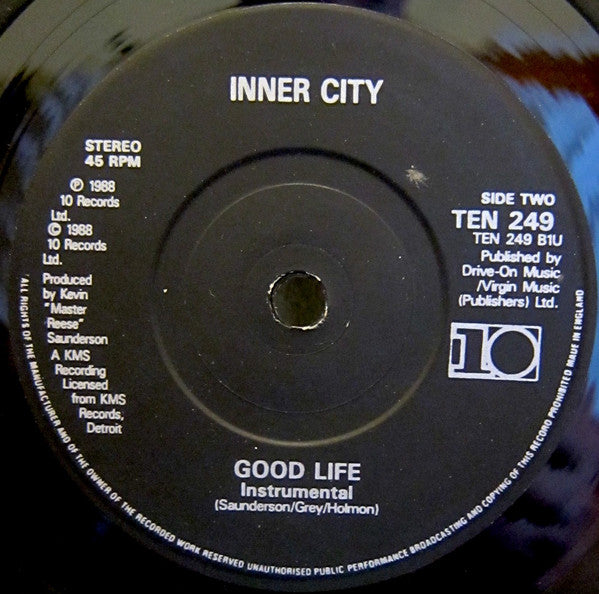 INNER CITY
STEREO
45 RPM
℗ 1988
10 Records
Ltd.
© 1988
10 Records
Ltd.
Produced
by Kevin
"Master
Reese"
Saunderson
A KMS
Recording
Licensed
from KMS
Records,
Detroit
SIDE TWO
TEN 249
TEN 249 B1U
Published by
Drive-On Music
/Virgin Music
(Publishers) Ltd.
10
GOOD LIFE
Instrumental
(Saunderson/Grey/Holmon)
ALL RIGHTS OF THE MANUFACTURER AND OF THE OWNER OF THE RECORDED WORK RESERVED UNAUTHORISED PUBLIC PERFORMANCE BROADCASTING AND COPYING OF THIS RECORD PROHIBITED MADE IN ENGLAND